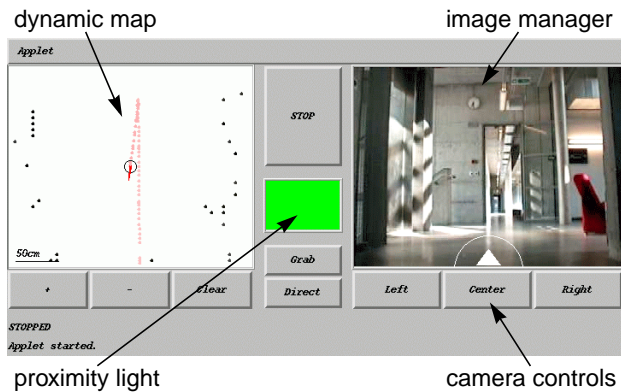 dynamic map
image manager
Applet
STOP
50cm
Grab
+
-
Clear
Direct
Left
Center
Right
STOPPED
Applet started.
proximity light
camera controls